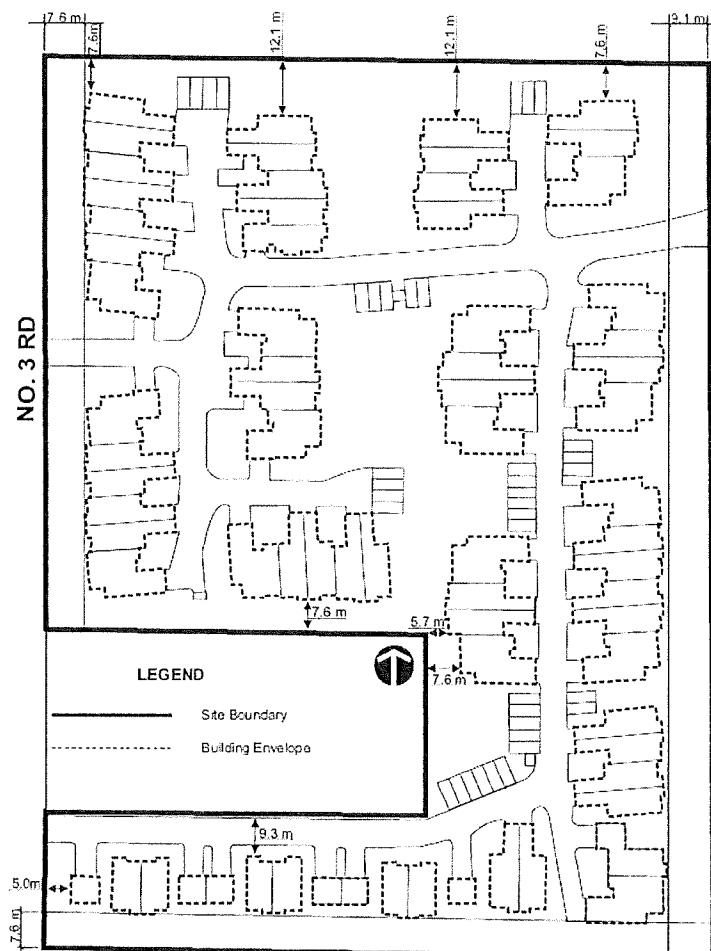 7.6 m
9.1 m
7.6m
12.1 m
12.1 m
7.6 m
NO. 3 RD
7.6 m
5.7 m
7.6 m
LEGEND
Site Boundary
Building Envelope
9.3 m
5.0m
7.6 m